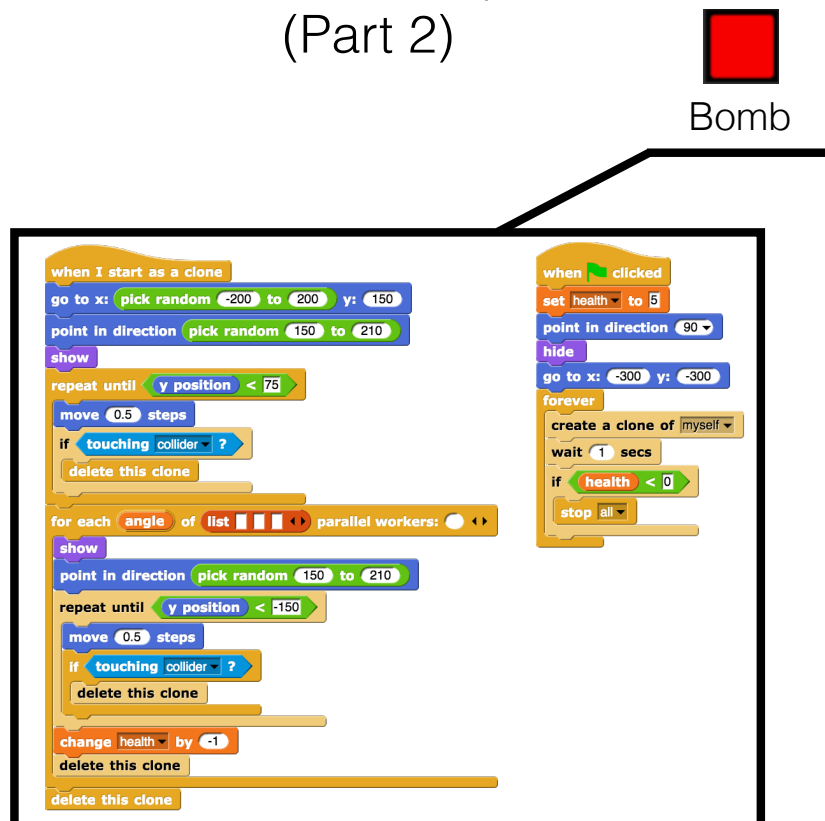 (Part 2)
Bomb
when I start as a clone
go to x: pick random -200 to 200 y: 150
point in direction pick random 150 to 210
show
repeat until y position < 75
move 0.5 steps
if touching collider ?
delete this clone
for each angle of list parallel workers:
show
point in direction pick random 150 to 210
repeat until y position < -150
move 0.5 steps
if touching collider ?
delete this clone
change health by -1
delete this clone
delete this clone
when clicked
set health to 5
point in direction 90
hide
go to x: -300 y: -300
forever
create a clone of myself
wait 1 secs
if health < 0
stop all